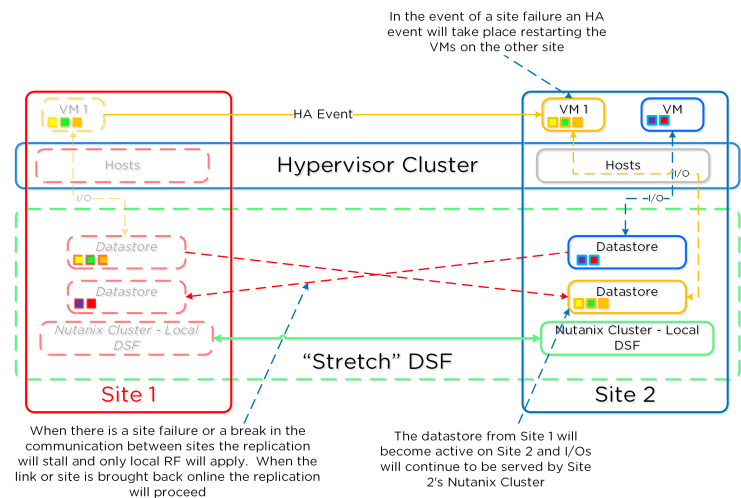 In the event of a site failure an HA
event will take place restarting the
VMs on the other site
VM 1
HA Event
VM 1
VM
Hosts
Hypervisor Cluster
Hosts
I/O
I/O
I/O
Datastore
Datastore
Datastore
Datastore
Nutanix Cluster - Local
DSF
Nutanix Cluster - Local
DSF
“Stretch” DSF
Site 1
Site 2
When there is a site failure or a break in the
communication between sites the replication
will stall and only local RF will apply.  When the
link or site is brought back online the replication
will proceed
The datastore from Site 1 will
become active on Site 2 and I/Os
will continue to be served by Site
2's Nutanix Cluster